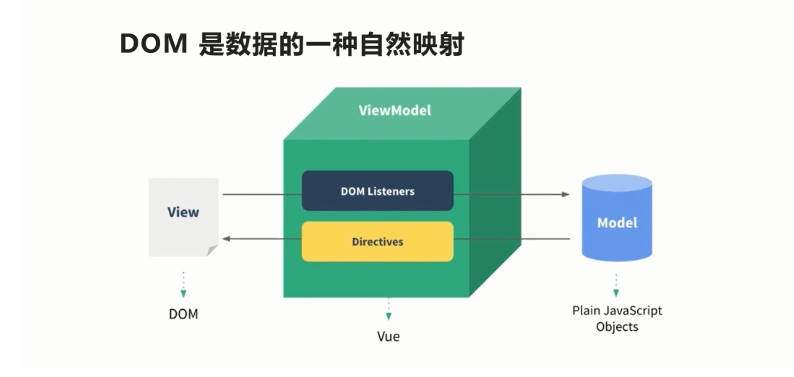 DOM 是数据的一种自然映射
ViewModel
DOM Listeners
View
Model
Directives
DOM
Vue
Plain JavaScript
Objects